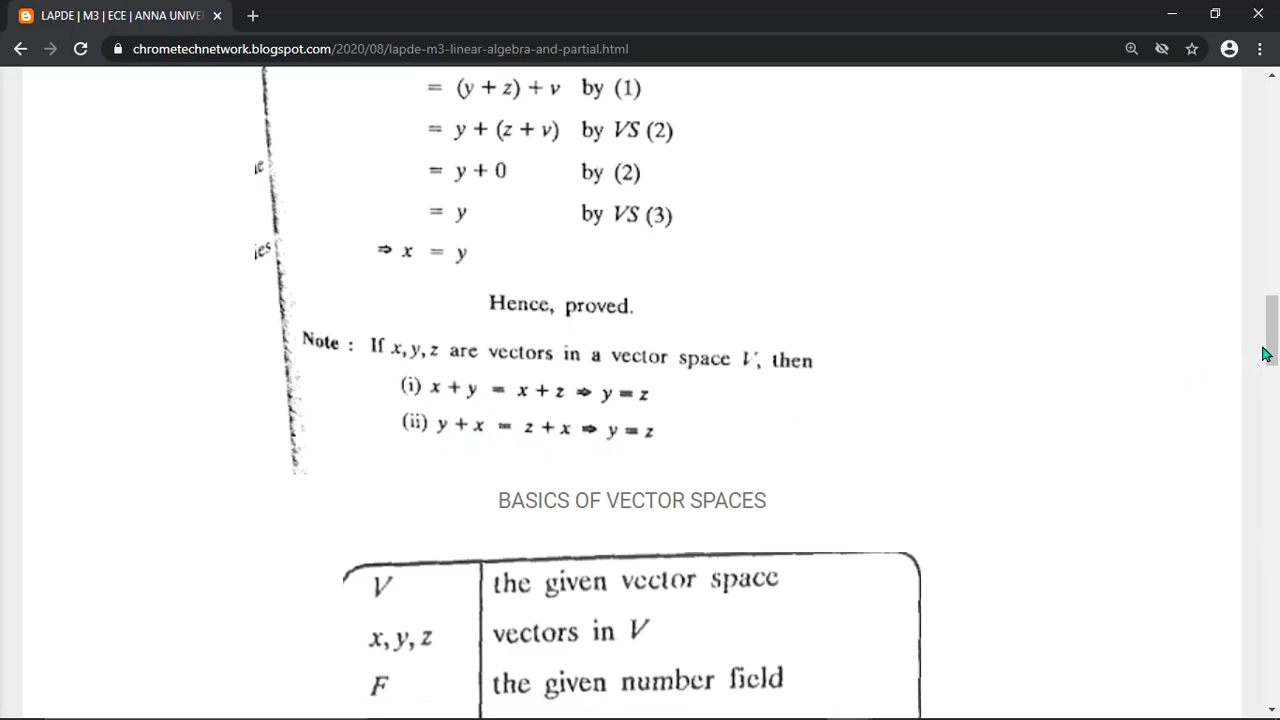 LAPDE | M3 | ECE | ANNA UNIVE
chrometechnetwork.blogspot.com/2020/08/lapde-m3-linear-algebra-and-partial.html
= (y + z) + v by (1)
= y + (z + v) by VS (2)
= y + 0 by (2)
= y by VS (3)
⇒ x = y
Hence, proved.
Note : If x, y, z are vectors in a vector space V, then
(i) x + y = x + z ⇒ y = z
(ii) y + x = z + x ⇒ y = z
BASICS OF VECTOR SPACES
V the given vector space
x, y, z vectors in V
F the given number field